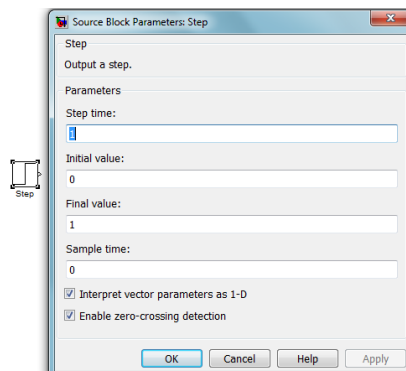 Source Block Parameters: Step
Step
Output a step.
Parameters
Step time:
1
Initial value:
0
Final value:
1
Sample time:
0
Interpret vector parameters as 1-D
Enable zero-crossing detection
OK Cancel Help Apply
Step